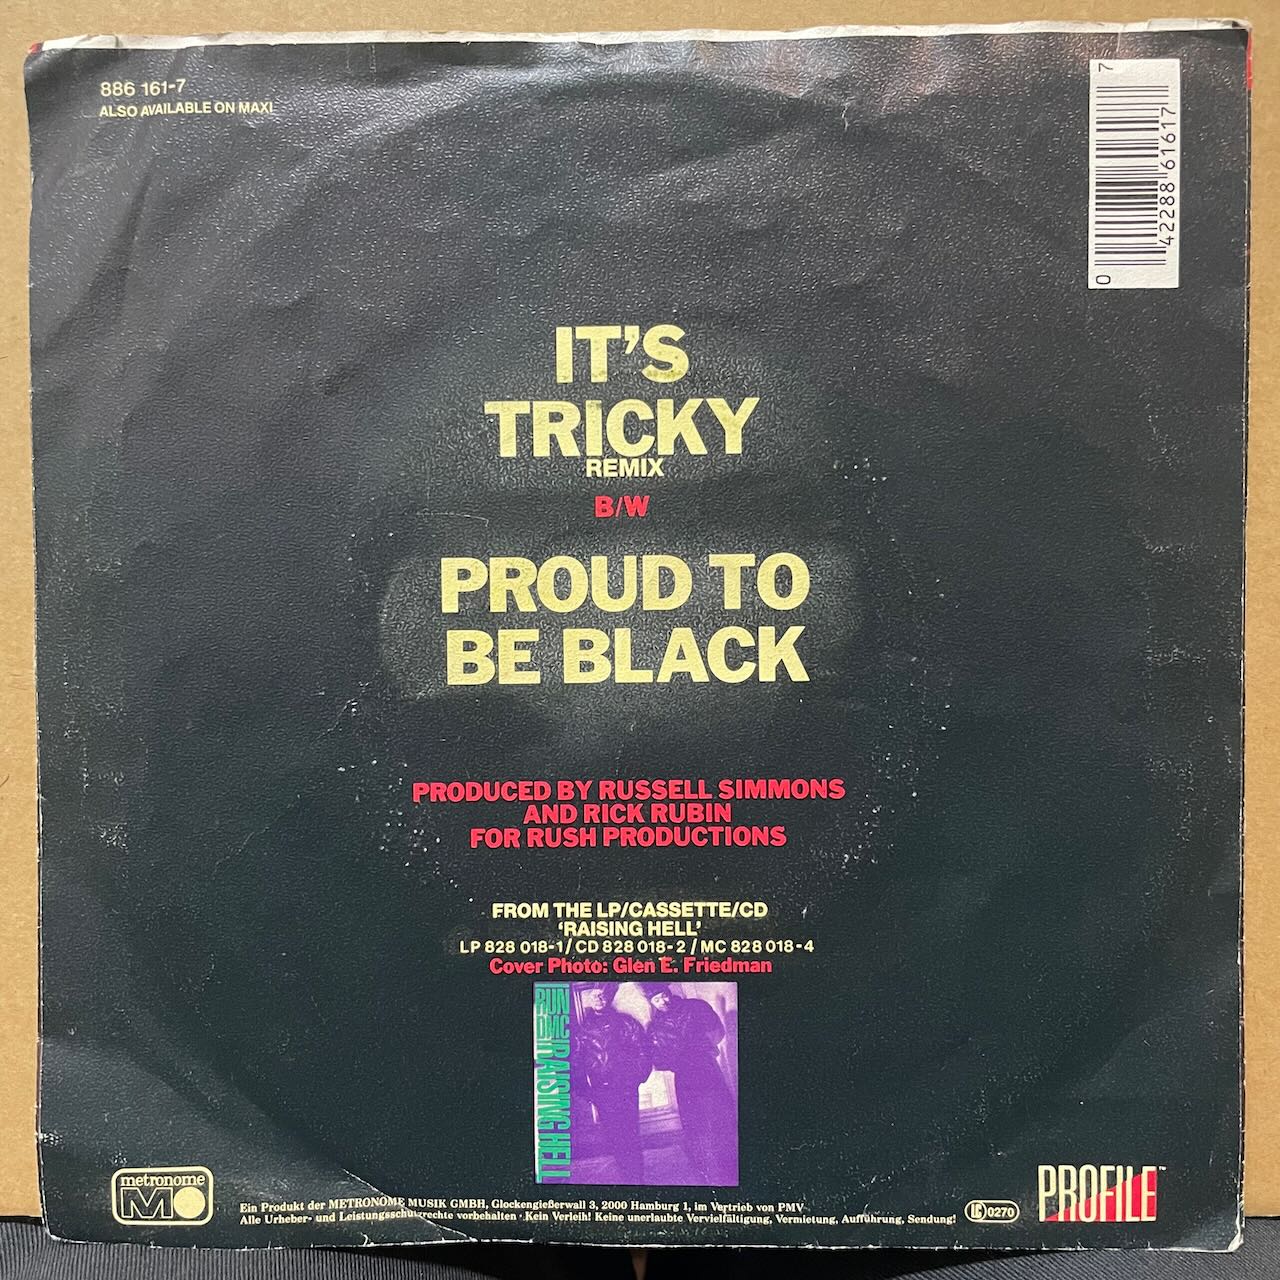 886 161-7
ALSO AVAILABLE ON MAXI
0 42288 61617 7
IT'S
TRICKY
REMIX
B/W
PROUD TO
BE BLACK
PRODUCED BY RUSSELL SIMMONS
AND RICK RUBIN
FOR RUSH PRODUCTIONS
FROM THE LP/CASSETTE/CD
'RAISING HELL'
LP 828 018-1 / CD 828 018-2 / MC 828 018-4
Cover Photo: Glen E. Friedman
RUN
DMC
RAISING HELL
metronome
M
Ein Produkt der METRONOME MUSIK GMBH, Glockengießerwall 3, 2000 Hamburg 1, im Vertrieb von PMV
Alle Urheber- und Leistungsschutzrechte vorbehalten · Kein Verleih! Keine unerlaubte Vervielfältigung, Vermietung, Aufführung, Sendung!
LC 0270
PROFILE™